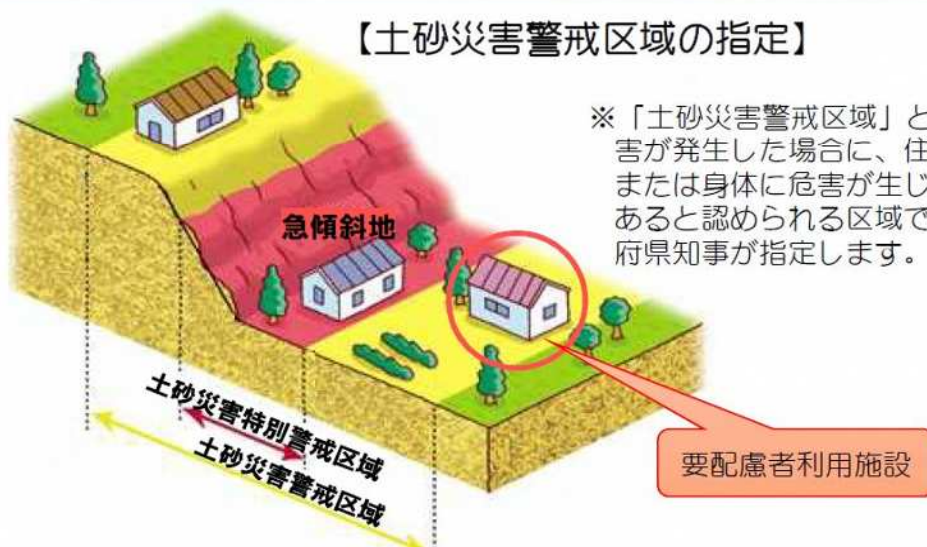 【土砂災害警戒区域の指定】
※「土砂災害警戒区域」と
害が発生した場合に、住
または身体に危害が生じ
あると認められる区域で
府県知事が指定します。
急傾斜地
土砂災害特別警戒区域
土砂災害警戒区域
要配慮者利用施設